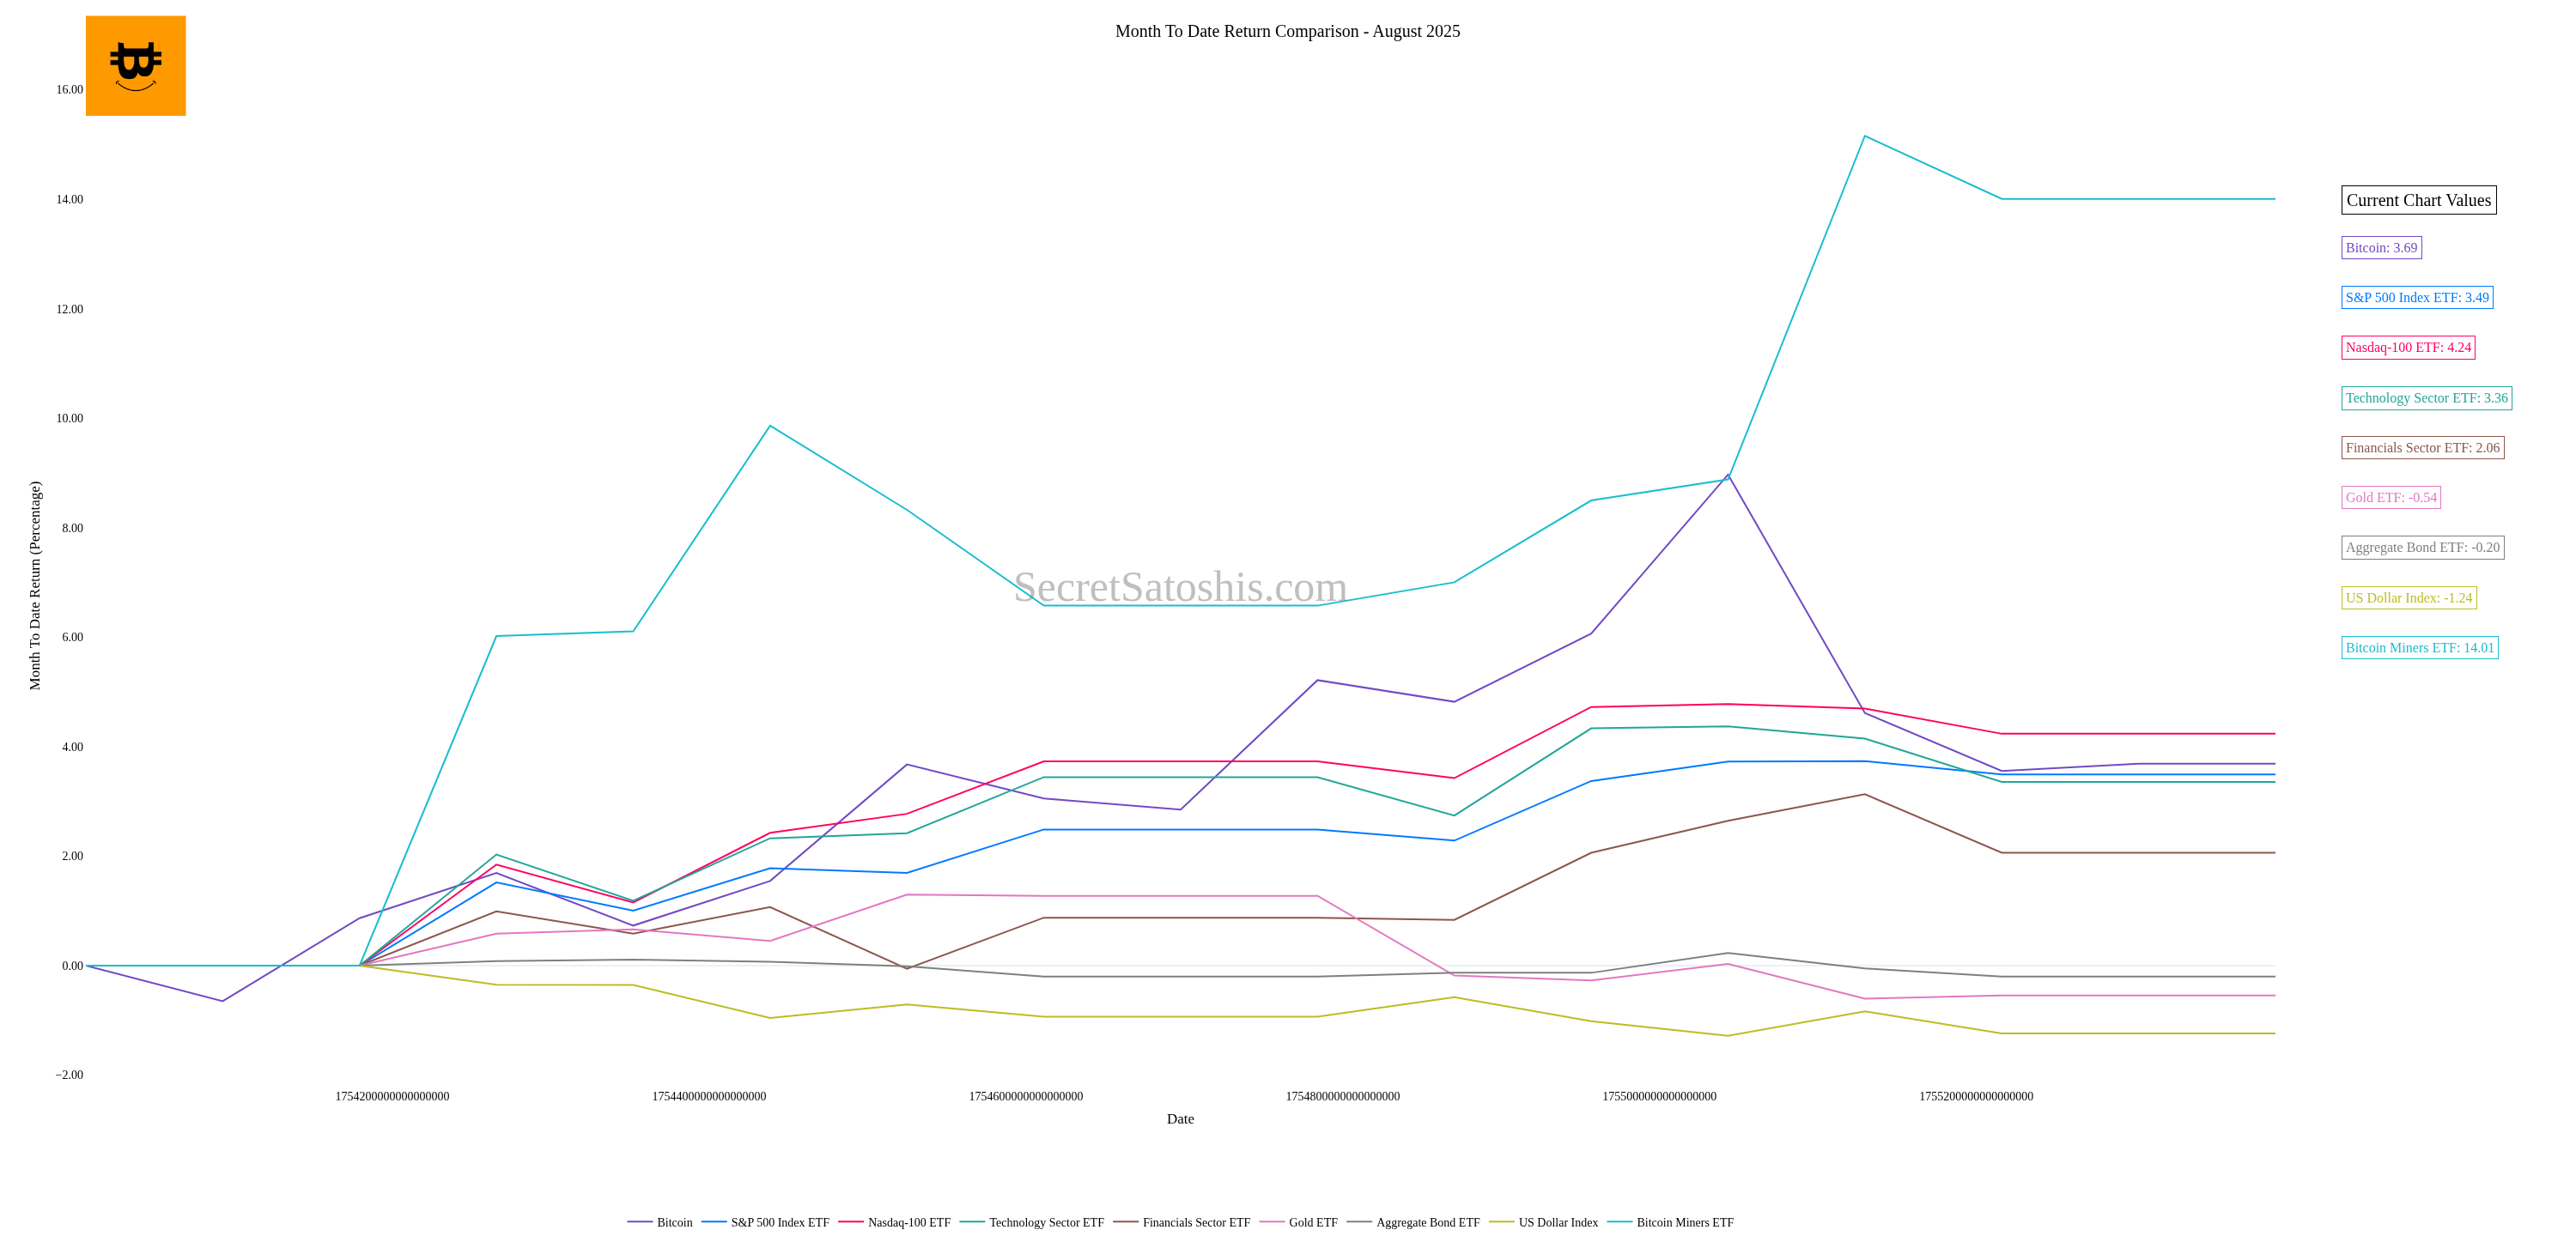 Month To Date Return Comparison - August 2025
16.00
14.00
12.00
10.00
8.00
6.00
4.00
2.00
0.00
−2.00
Month To Date Return (Percentage)
SecretSatoshis.com
1754200000000000000
1754400000000000000
1754600000000000000
1754800000000000000
1755000000000000000
1755200000000000000
Date
Current Chart Values
Bitcoin: 3.69
S&P 500 Index ETF: 3.49
Nasdaq-100 ETF: 4.24
Technology Sector ETF: 3.36
Financials Sector ETF: 2.06
Gold ETF: -0.54
Aggregate Bond ETF: -0.20
US Dollar Index: -1.24
Bitcoin Miners ETF: 14.01
Bitcoin
S&P 500 Index ETF
Nasdaq-100 ETF
Technology Sector ETF
Financials Sector ETF
Gold ETF
Aggregate Bond ETF
US Dollar Index
Bitcoin Miners ETF